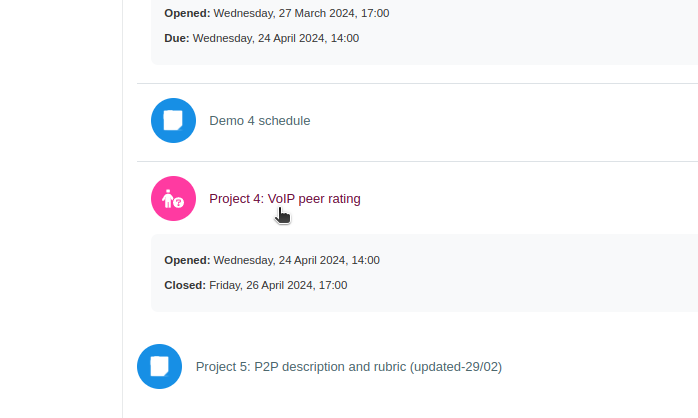 Opened: Wednesday, 27 March 2024, 17:00
Due: Wednesday, 24 April 2024, 14:00
Demo 4 schedule
Project 4: VoIP peer rating
Opened: Wednesday, 24 April 2024, 14:00
Closed: Friday, 26 April 2024, 17:00
Project 5: P2P description and rubric (updated-29/02)